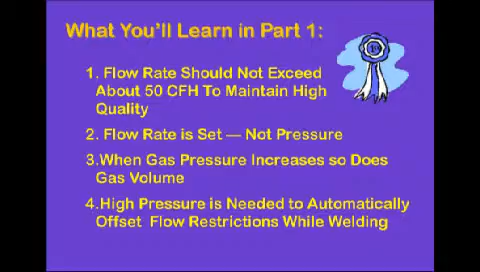 What You'll Learn in Part 1:
1. Flow Rate Should Not Exceed
About 50 CFH To Maintain High
Quality
2. Flow Rate is Set — Not Pressure
3.When Gas Pressure Increases so Does
Gas Volume
4.High Pressure is Needed to Automatically
Offset Flow Restrictions While Welding